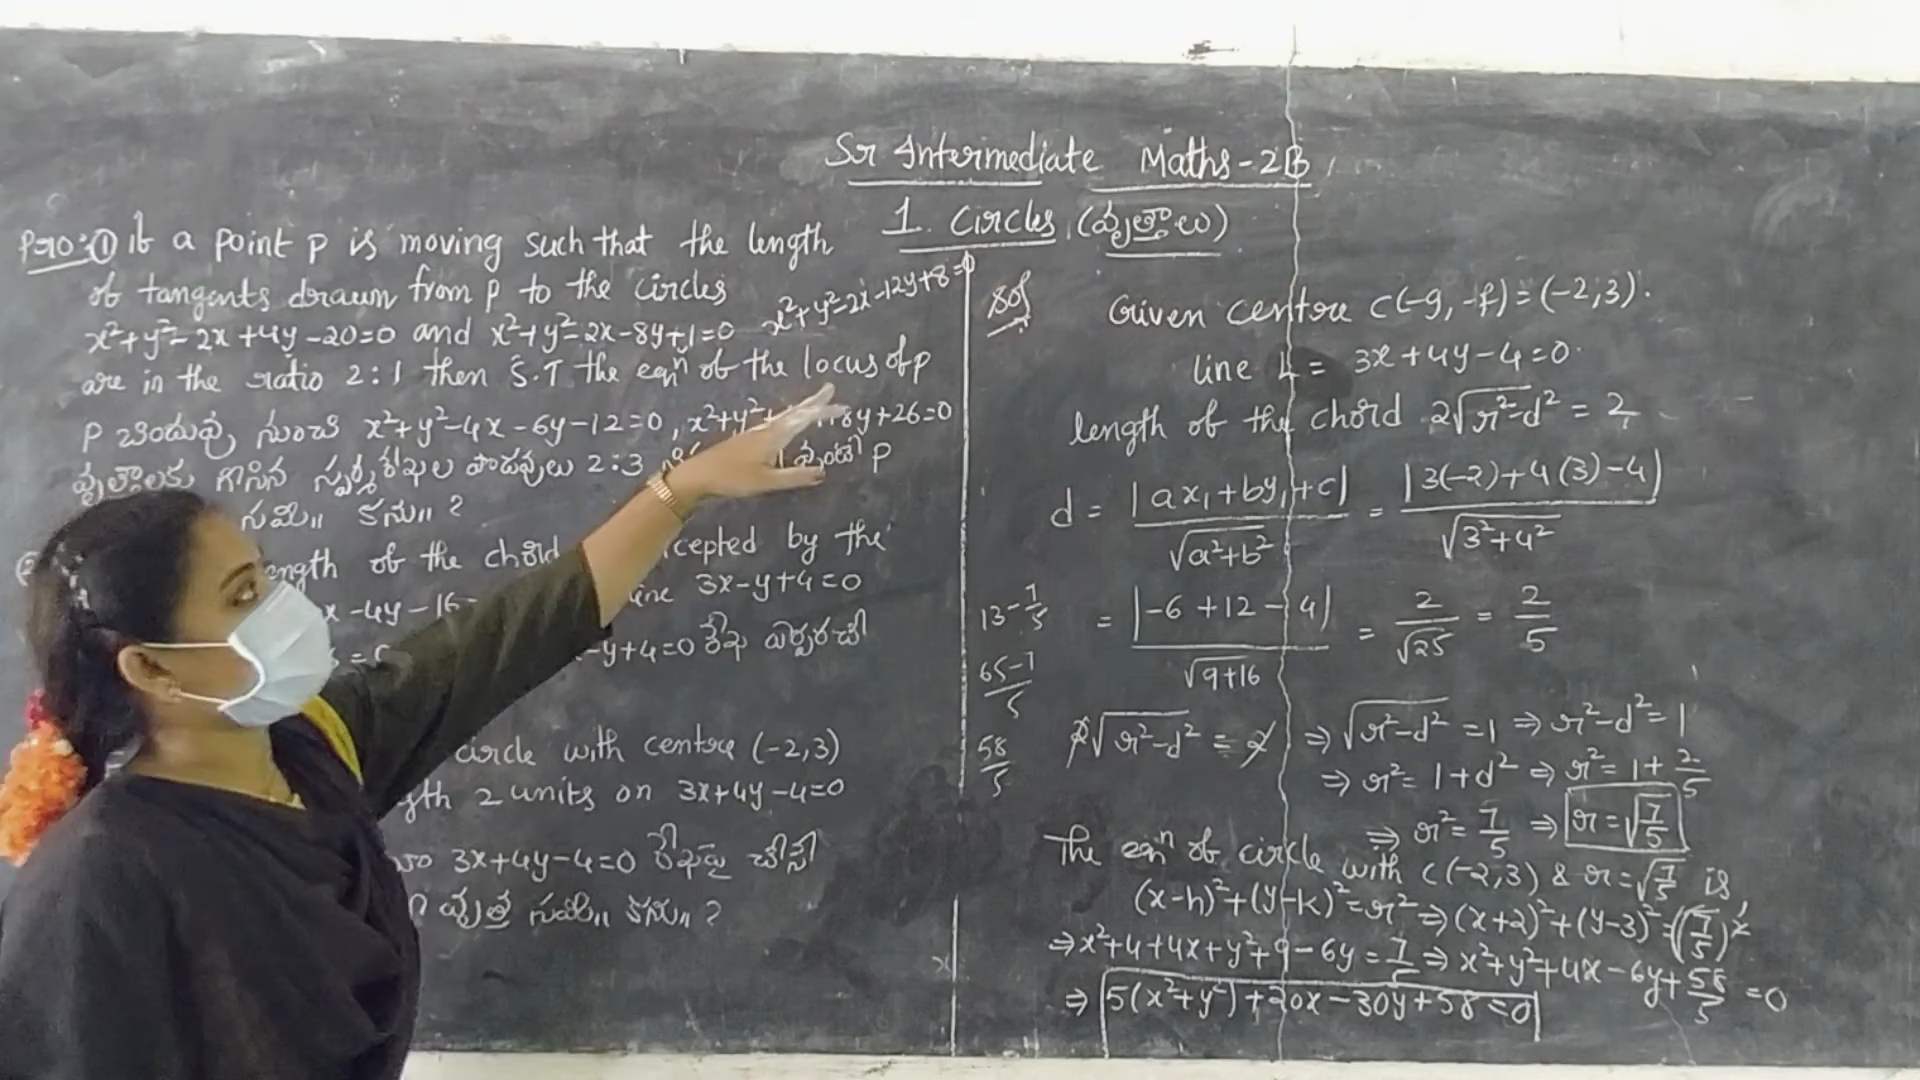 Sr Intermediate Maths-2B
1. Circles (వృత్తాలు)
Pro:① If a point P is moving such that the length
of tangents drawn from P to the circles
x²+y²-2x+4y-20=0 and x²+y²-2x-8y+1=0 x²+y²-2x-12y+8=0
are in the ratio 2:1 then S.T the eqⁿ of the locus of P
P బిందువు నుంచి x²+y²-4x-6y-12=0, x²+y²+ +18y+26=0
వృత్తాలకు గీసిన స్పర్శరేఖల పొడవులు 2:3 వుంటే P
సమీ॥ కను॥ ?
ength of the chord cepted by the
x-4y-16= ine 3x-y+4=0
-y+4=0 రేఖ ఏర్పరచే
circle with centre (-2,3)
gth 2 units on 3x+4y-4=0
3x+4y-4=0 రేఖపై చేసే
వృత్త సమీ॥ కను॥ ?
Sol Given centre C(-g,-f)=(-2,3).
line L = 3x+4y-4=0.
length of the chord 2√r²-d² = 2
d = |ax₁+by₁+c| / √a²+b² = |3(-2)+4(3)-4| / √3²+4²
13-7/5 = |-6+12-4| / √9+16 = 2/√25 = 2/5
65-7/5
58/5
2√r²-d² = 2 ⇒ √r²-d² = 1 ⇒ r²-d² = 1
⇒ r² = 1+d² ⇒ r² = 1+2/5
⇒ r² = 7/5 ⇒ r=√7/5
The eqⁿ of circle with C(-2,3) & r=√7/5 is,
(x-h)²+(y-k)²=r² ⇒ (x+2)²+(y-3)²=(√7/5)²
⇒ x²+4+4x+y²+9-6y = 7/5 ⇒ x²+y²+4x-6y+58/5 = 0
⇒ 5(x²+y²)+20x-30y+58=0